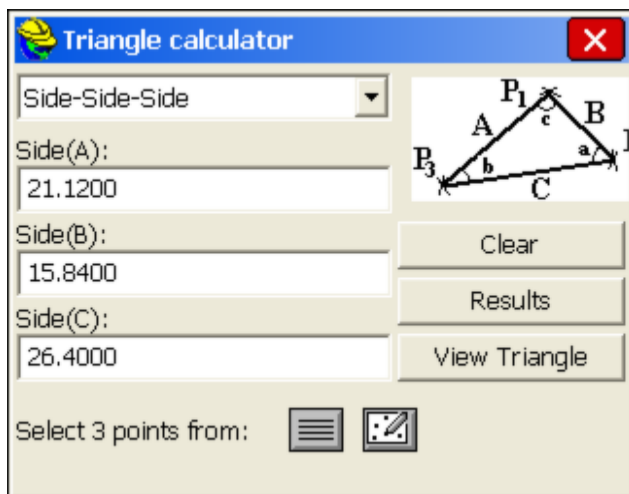 Triangle calculator
Side-Side-Side
Side(A):
21.1200
Side(B):
15.8400
Side(C):
26.4000
P1
c
B
A
a
P3
b
C
Clear
Results
View Triangle
Select 3 points from: